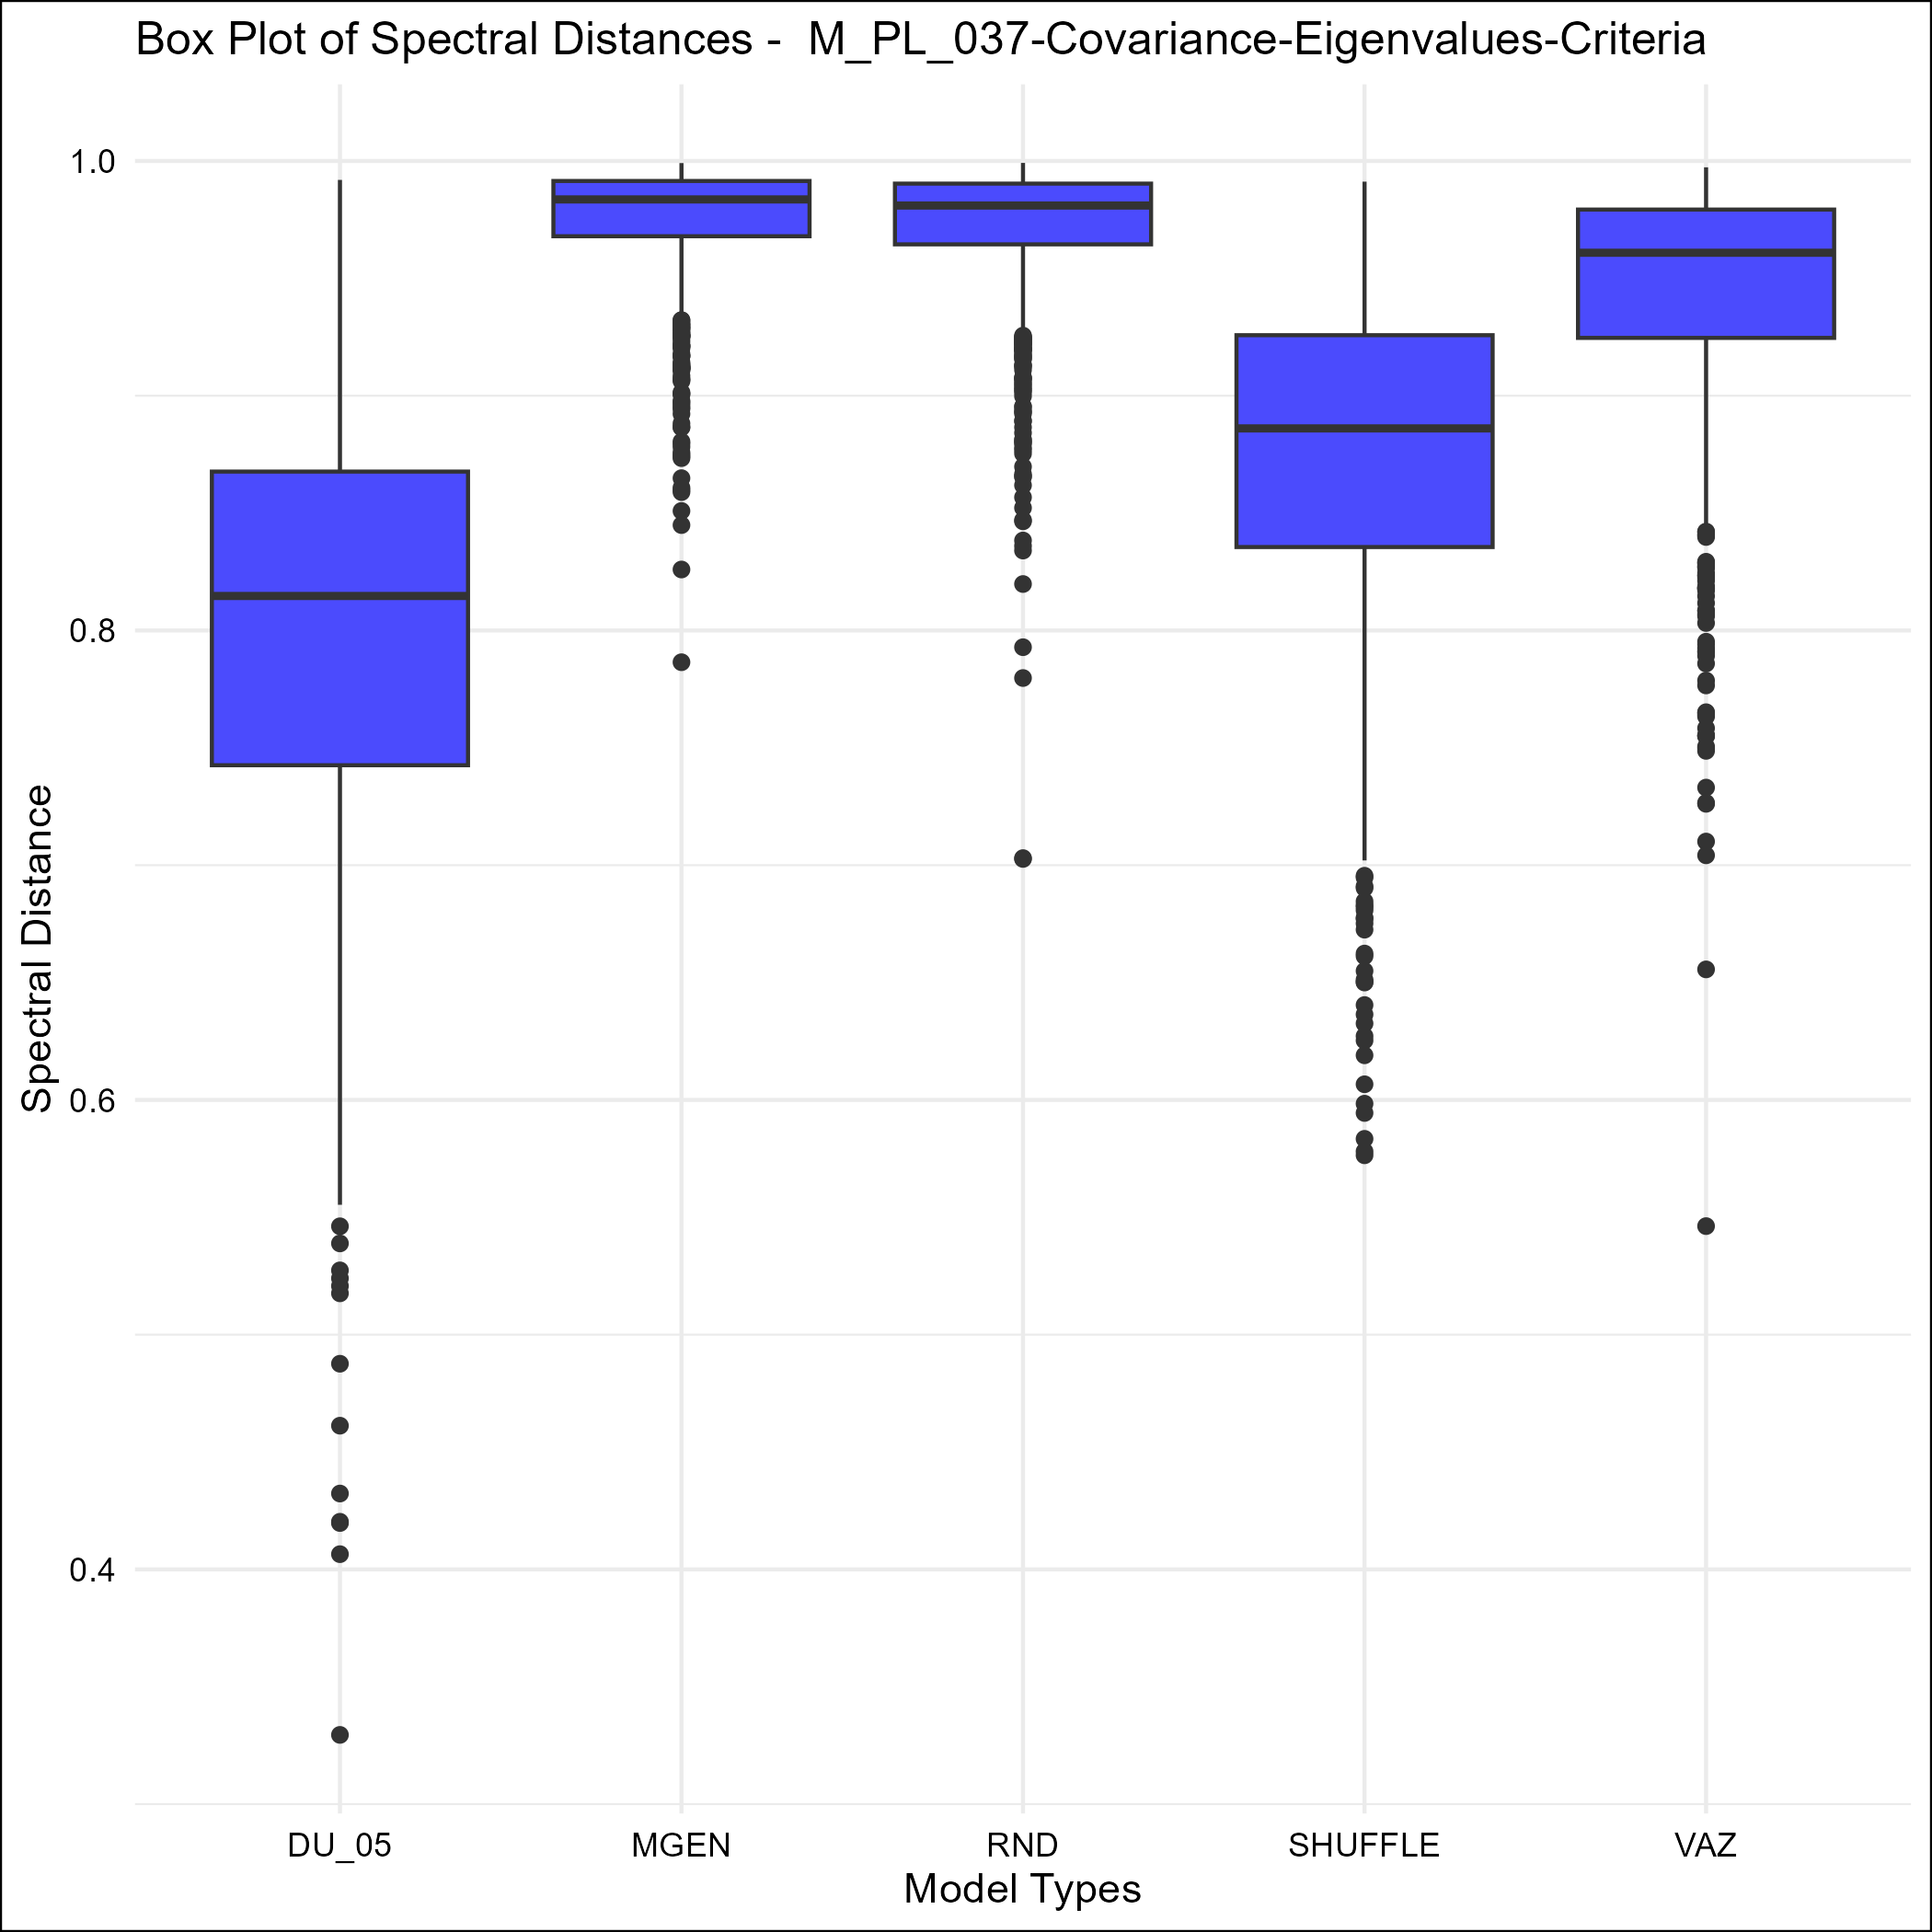 Box Plot of Spectral Distances -  M_PL_037-Covariance-Eigenvalues-Criteria
Spectral Distance
1.0
0.8
0.6
0.4
DU_05
MGEN
RND
SHUFFLE
VAZ
Model Types